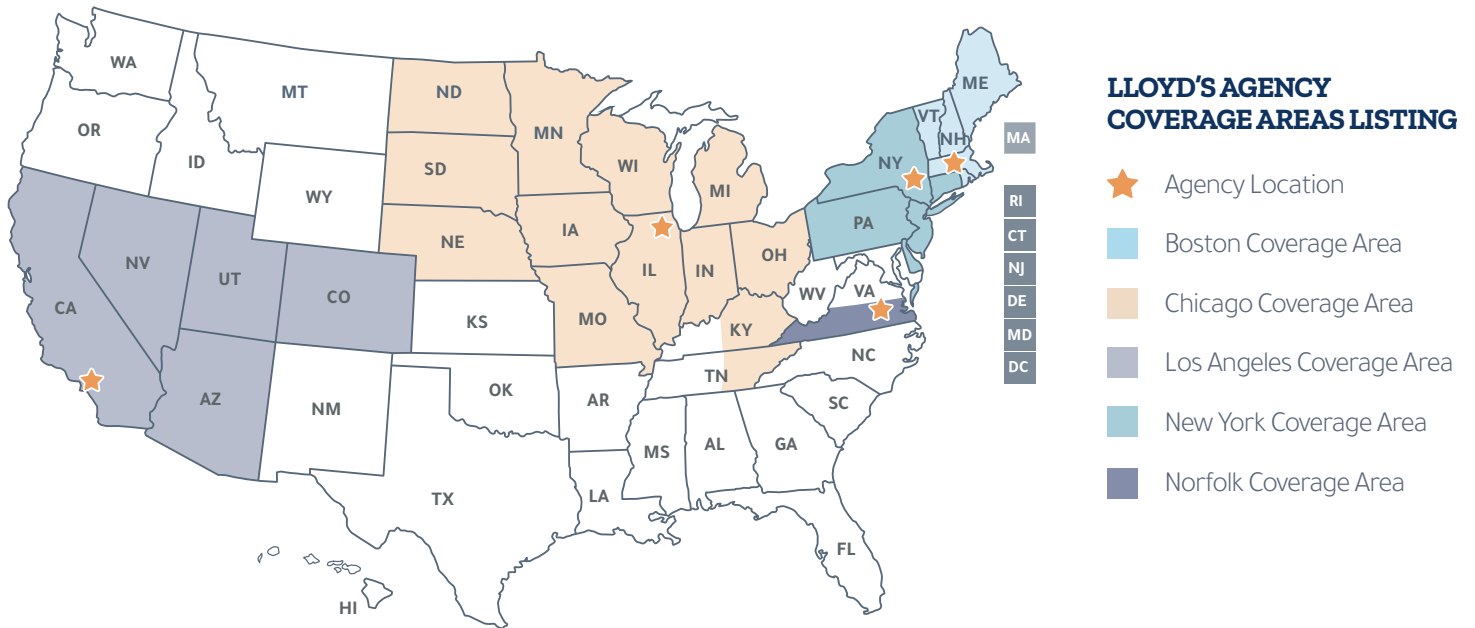 WA
OR
ID
MT
WY
ND
SD
NE
MN
IA
WI
MI
IL
IN
OH
MO
KY
TN
KS
OK
TX
NM
AZ
CO
UT
NV
CA
AR
LA
MS
AL
GA
FL
SC
NC
VA
WV
PA
NY
VT
NH
ME
HI
MA
RI
CT
NJ
DE
MD
DC
LLOYD'S AGENCY
COVERAGE AREAS LISTING
Agency Location
Boston Coverage Area
Chicago Coverage Area
Los Angeles Coverage Area
New York Coverage Area
Norfolk Coverage Area